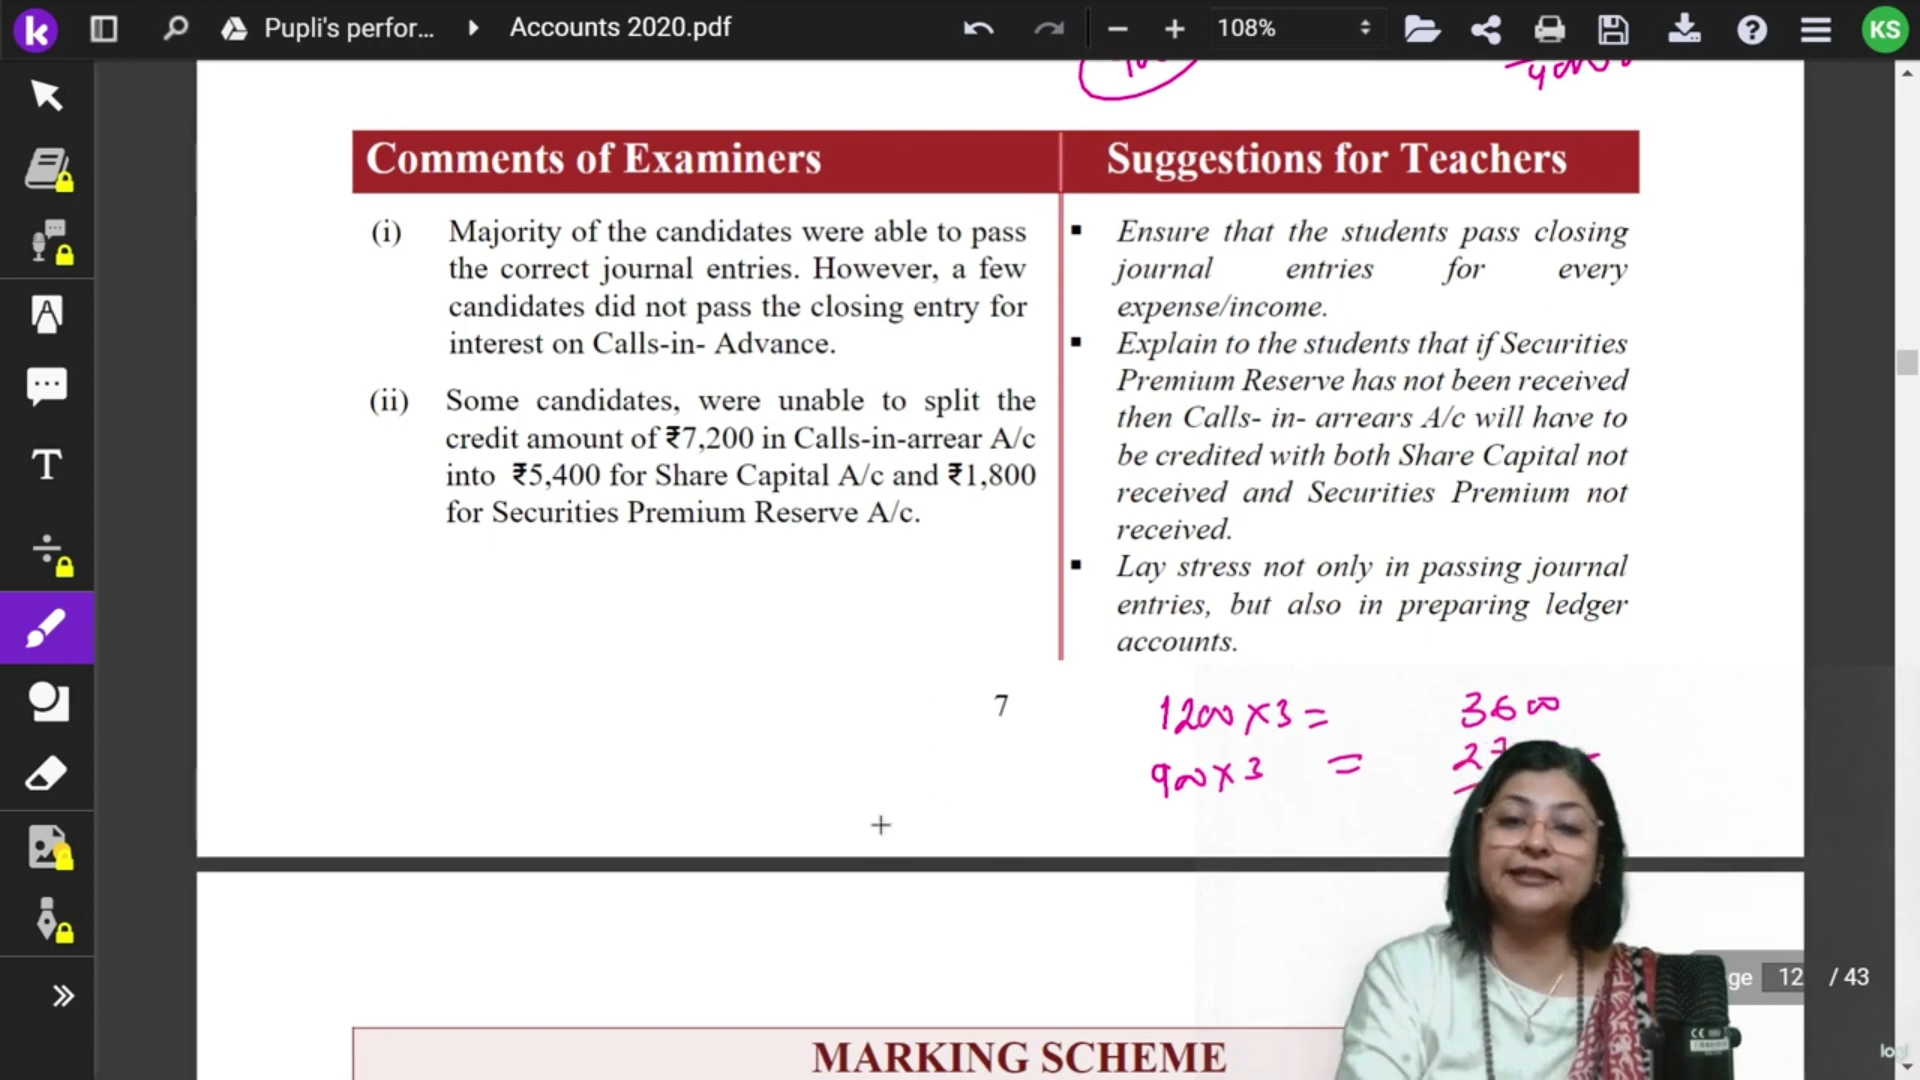 k Pupli's perfor... Accounts 2020.pdf 108% KS
Comments of Examiners Suggestions for Teachers
(i) Majority of the candidates were able to pass
the correct journal entries. However, a few
candidates did not pass the closing entry for
interest on Calls-in- Advance.
(ii) Some candidates, were unable to split the
credit amount of ₹7,200 in Calls-in-arrear A/c
into ₹5,400 for Share Capital A/c and ₹1,800
for Securities Premium Reserve A/c.
▪ Ensure that the students pass closing
journal entries for every
expense/income.
▪ Explain to the students that if Securities
Premium Reserve has not been received
then Calls- in- arrears A/c will have to
be credited with both Share Capital not
received and Securities Premium not
received.
▪ Lay stress not only in passing journal
entries, but also in preparing ledger
accounts.
7
1200 × 3 = 3600
900 × 3 =
12 / 43
MARKING SCHEME